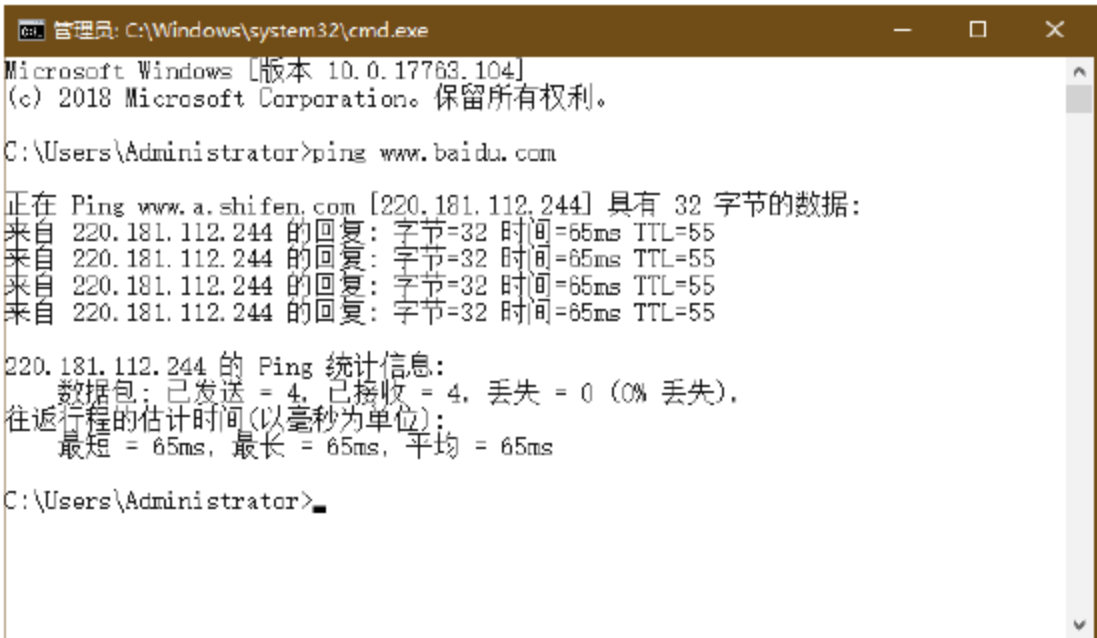 管理员: C:\Windows\system32\cmd.exe
Microsoft Windows [版本 10.0.17763.104]
(c) 2018 Microsoft Corporation。保留所有权利。
C:\Users\Administrator>ping www.baidu.com
正在 Ping www.a.shifen.com [220.181.112.244] 具有 32 字节的数据:
来自 220.181.112.244 的回复: 字节=32 时间=65ms TTL=55
来自 220.181.112.244 的回复: 字节=32 时间=65ms TTL=55
来自 220.181.112.244 的回复: 字节=32 时间=65ms TTL=55
来自 220.181.112.244 的回复: 字节=32 时间=65ms TTL=55
220.181.112.244 的 Ping 统计信息:
数据包: 已发送 = 4，已接收 = 4，丢失 = 0 (0% 丢失)，
往返行程的估计时间(以毫秒为单位):
最短 = 65ms，最长 = 65ms，平均 = 65ms
C:\Users\Administrator>